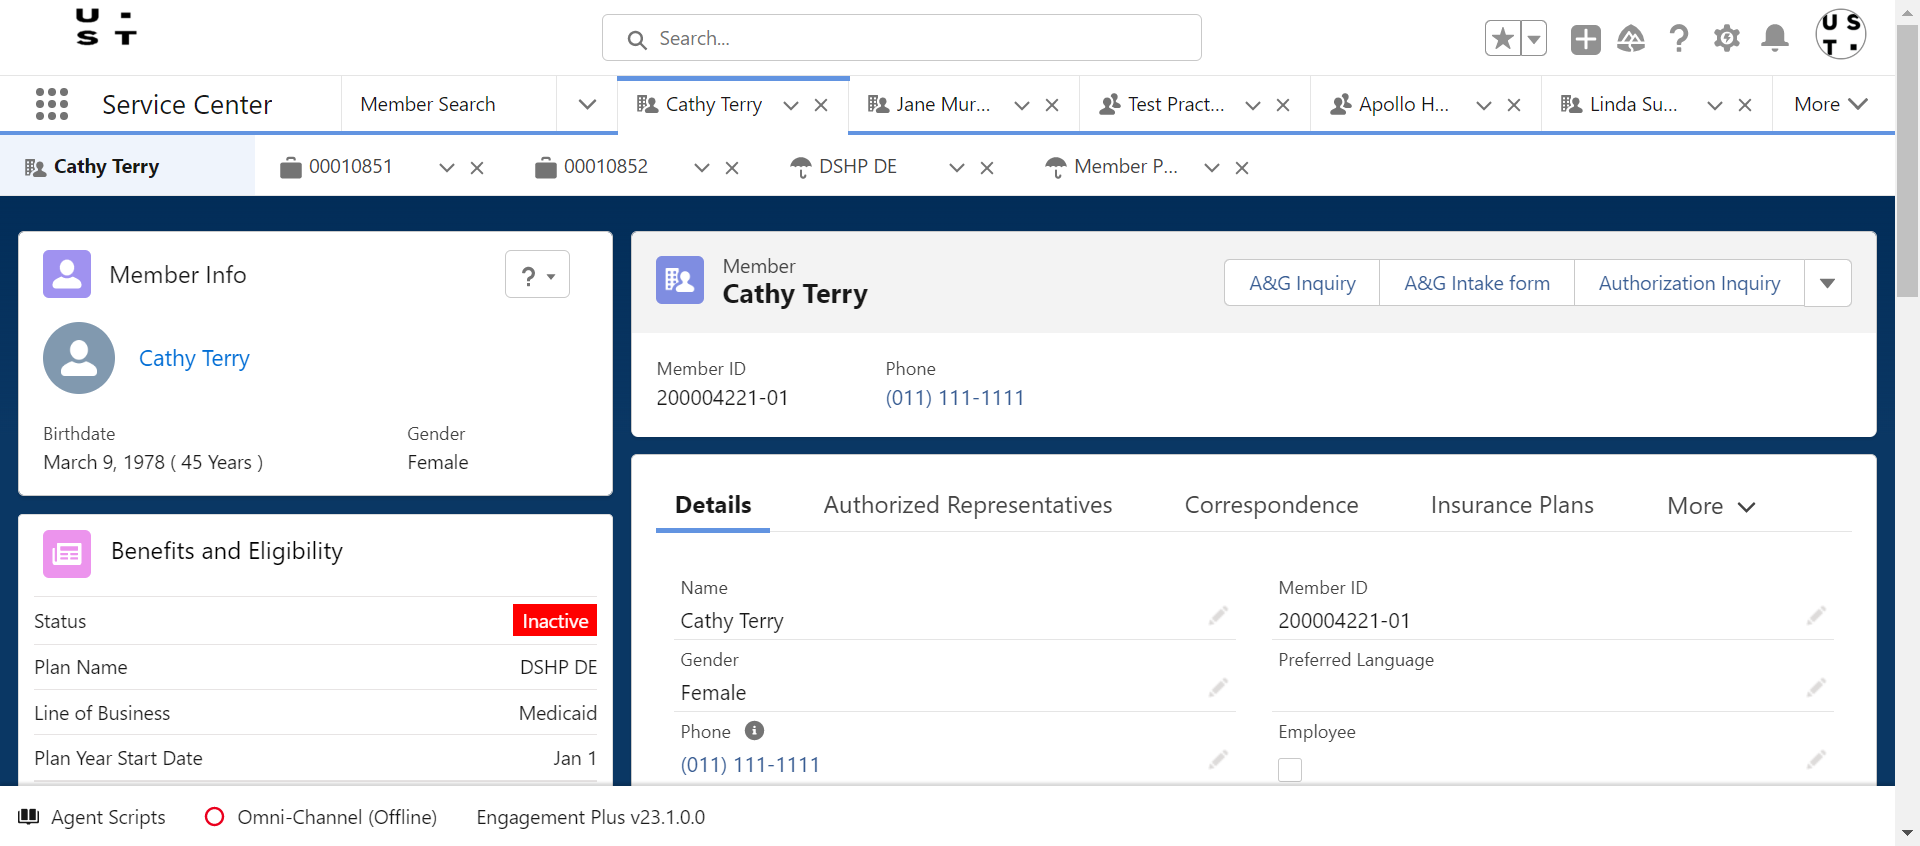 U -
S T
Search...
U S
T .
Service Center
Member Search
Cathy Terry
Jane Mur...
Test Pract...
Apollo H...
Linda Su...
More
Cathy Terry
00010851
00010852
DSHP DE
Member P...
Member Info
?
Cathy Terry
Birthdate
Gender
March 9, 1978 ( 45 Years )
Female
Benefits and Eligibility
Status
Inactive
Plan Name
DSHP DE
Line of Business
Medicaid
Plan Year Start Date
Jan 1
Member
Cathy Terry
A&G Inquiry
A&G Intake form
Authorization Inquiry
Member ID
Phone
200004221-01
(011) 111-1111
Details
Authorized Representatives
Correspondence
Insurance Plans
More
Name
Member ID
Cathy Terry
200004221-01
Gender
Preferred Language
Female
Phone
Employee
(011) 111-1111
Agent Scripts
Omni-Channel (Offline)
Engagement Plus v23.1.0.0